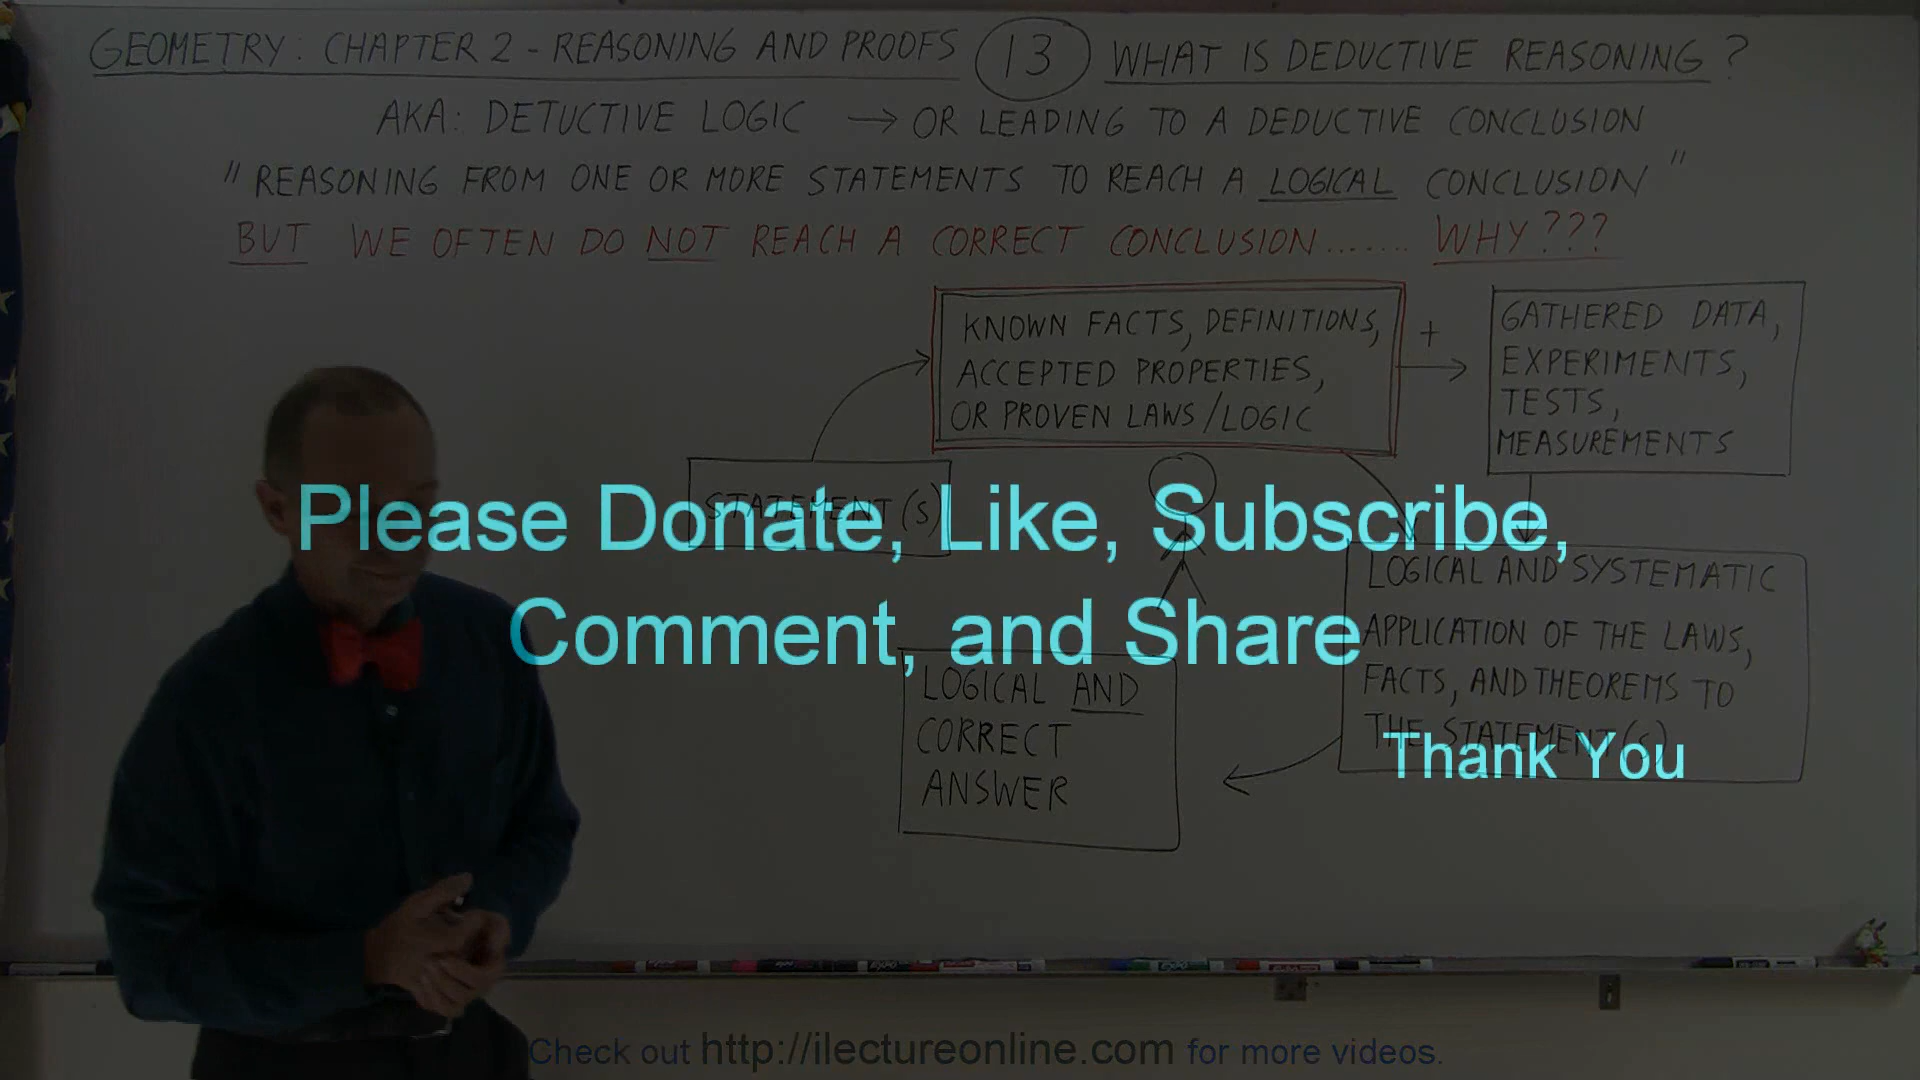 GEOMETRY: CHAPTER 2 - REASONING AND PROOFS 13 WHAT IS DEDUCTIVE REASONING?
AKA: DETUCTIVE LOGIC → OR LEADING TO A DEDUCTIVE CONCLUSION
"REASONING FROM ONE OR MORE STATEMENTS TO REACH A LOGICAL CONCLUSION"
BUT WE OFTEN DO NOT REACH A CORRECT CONCLUSION....... WHY???
KNOWN FACTS, DEFINITIONS,
ACCEPTED PROPERTIES,
OR PROVEN LAWS/LOGIC
+
GATHERED DATA,
EXPERIMENTS,
TESTS,
MEASUREMENTS
STATEMENT(S)
Please Donate, Like, Subscribe,
Comment, and Share
LOGICAL AND SYSTEMATIC
APPLICATION OF THE LAWS,
FACTS, AND THEOREMS TO
THE STATEMENT(S)
LOGICAL AND
CORRECT
ANSWER
Thank You
Check out http://ilectureonline.com for more videos.